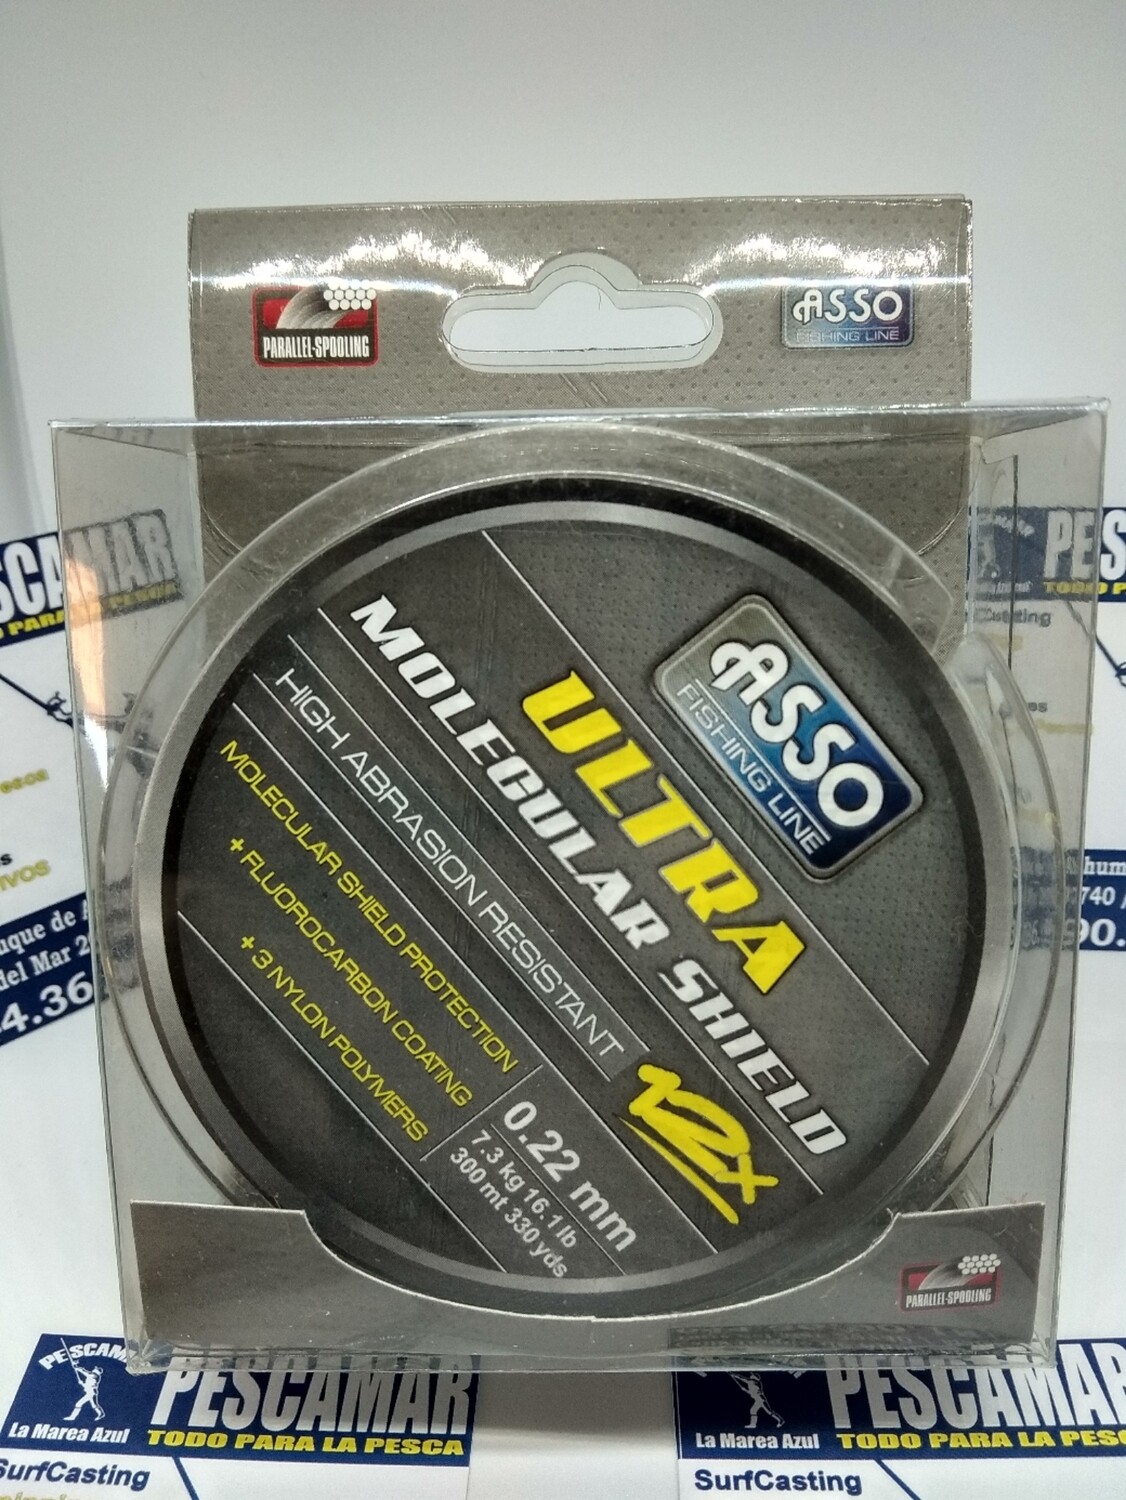 PARALLEL-SPOOLING
ASSO
FISHING LINE
ASSO
FISHING LINE
ULTRA
MOLECULAR SHIELD
HIGH ABRASION RESISTANT
12x
MOLECULAR SHIELD PROTECTION
+ FLUOROCARBON COATING
+ 3 NYLON POLYMERS
0.22 mm
7.3 kg 16.1 lb
300 mt 330 yds
PARALLEL-SPOOLING
PESCAMAR
PESCAMAR
La Marea Azul
TODO PARA LA PESCA
SurfCasting
PESCAMAR
La Marea Azul
TODO PARA LA PESCA
SurfCasting